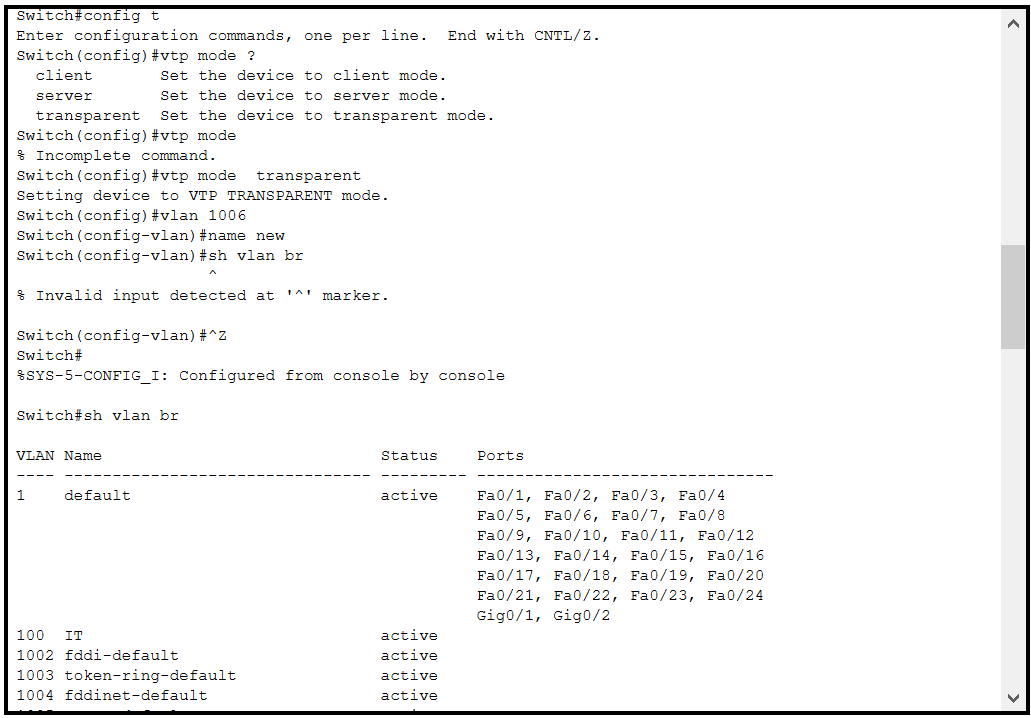 Switch#config t
Enter configuration commands, one per line.  End with CNTL/Z.
Switch(config)#vtp mode ?
  client       Set the device to client mode.
  server       Set the device to server mode.
  transparent  Set the device to transparent mode.
Switch(config)#vtp mode
% Incomplete command.
Switch(config)#vtp mode  transparent
Setting device to VTP TRANSPARENT mode.
Switch(config)#vlan 1006
Switch(config-vlan)#name new
Switch(config-vlan)#sh vlan br
                    ^
% Invalid input detected at '^' marker.

Switch(config-vlan)#^Z
Switch#
%SYS-5-CONFIG_I: Configured from console by console

Switch#sh vlan br

VLAN Name                             Status    Ports
---- -------------------------------- --------- -------------------------------
1    default                          active    Fa0/1, Fa0/2, Fa0/3, Fa0/4
                                                Fa0/5, Fa0/6, Fa0/7, Fa0/8
                                                Fa0/9, Fa0/10, Fa0/11, Fa0/12
                                                Fa0/13, Fa0/14, Fa0/15, Fa0/16
                                                Fa0/17, Fa0/18, Fa0/19, Fa0/20
                                                Fa0/21, Fa0/22, Fa0/23, Fa0/24
                                                Gig0/1, Gig0/2
100  IT                               active
1002 fddi-default                     active
1003 token-ring-default               active
1004 fddinet-default                  active